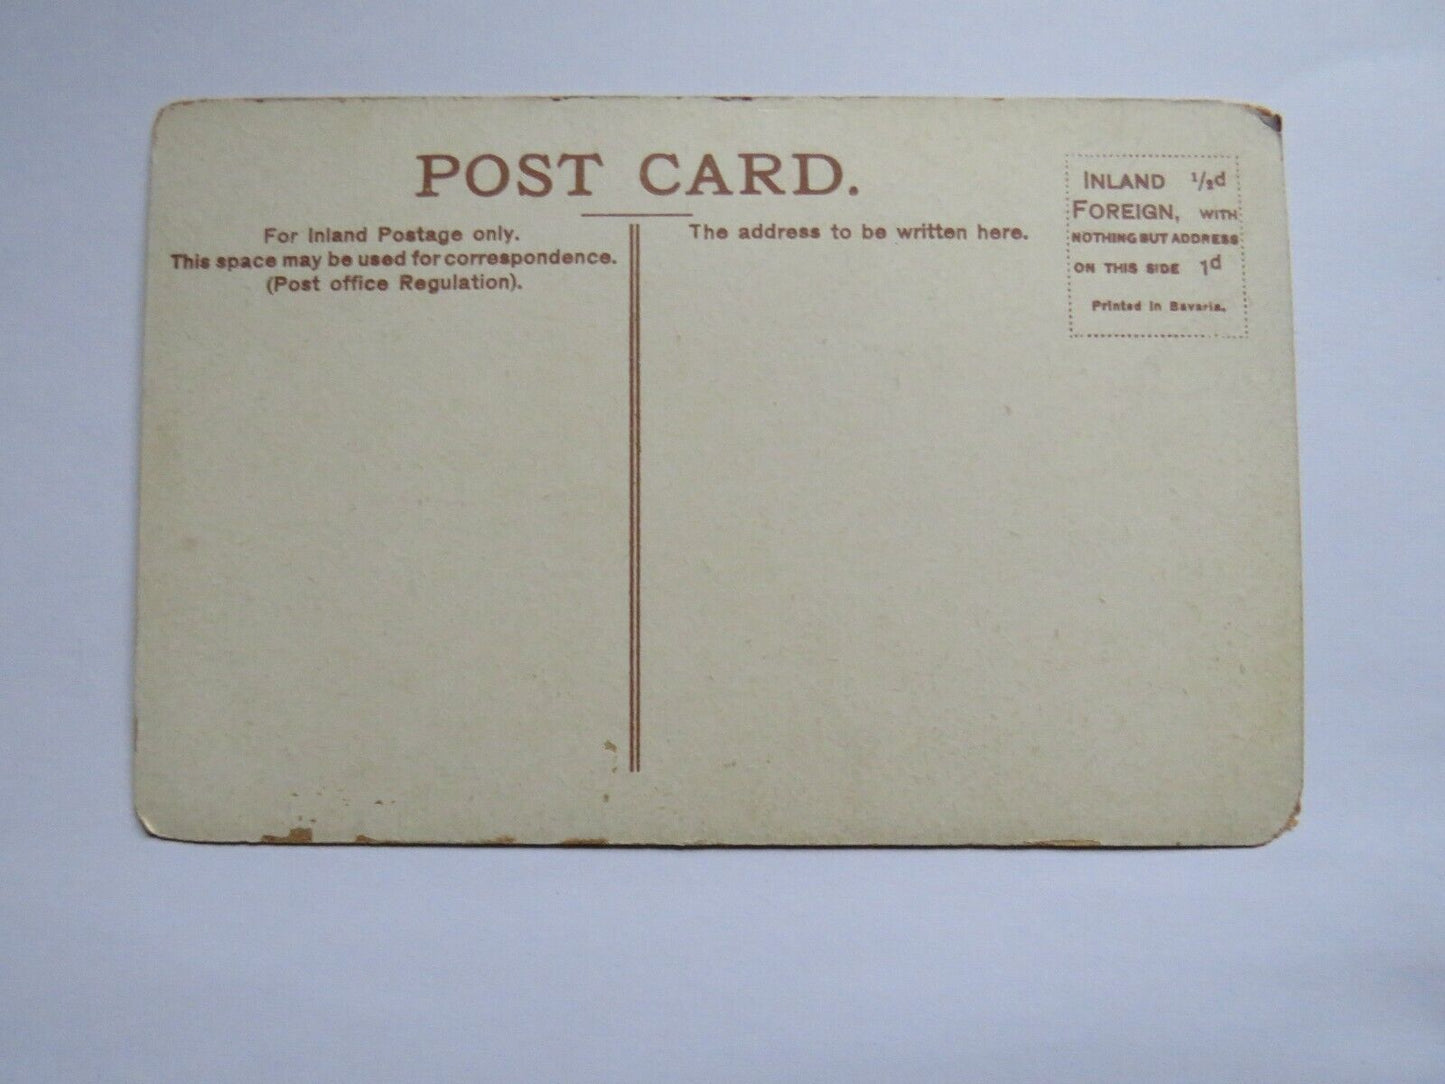 POST CARD.
For Inland Postage only.
This space may be used for correspondence.
(Post office Regulation).
The address to be written here.
INLAND ½d
FOREIGN, WITH
NOTHING BUT ADDRESS
ON THIS SIDE 1d
Printed in Bavaria.